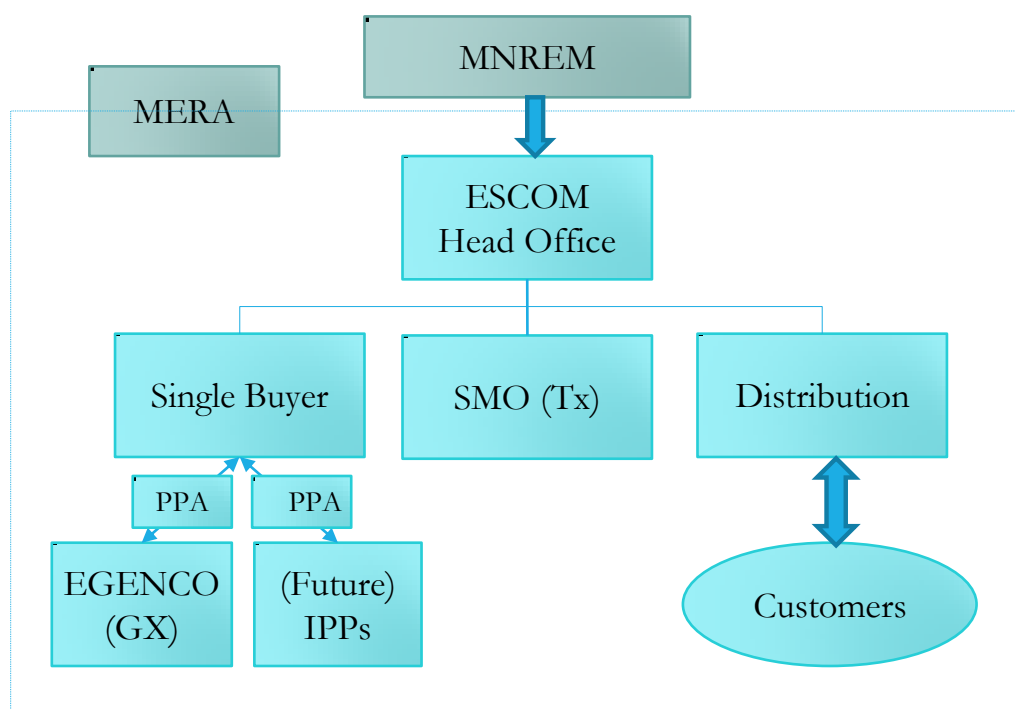 MNREM
MERA
ESCOM
Head Office
Single Buyer
SMO (Tx)
Distribution
PPA
PPA
EGENCO
(GX)
(Future)
IPPs
Customers